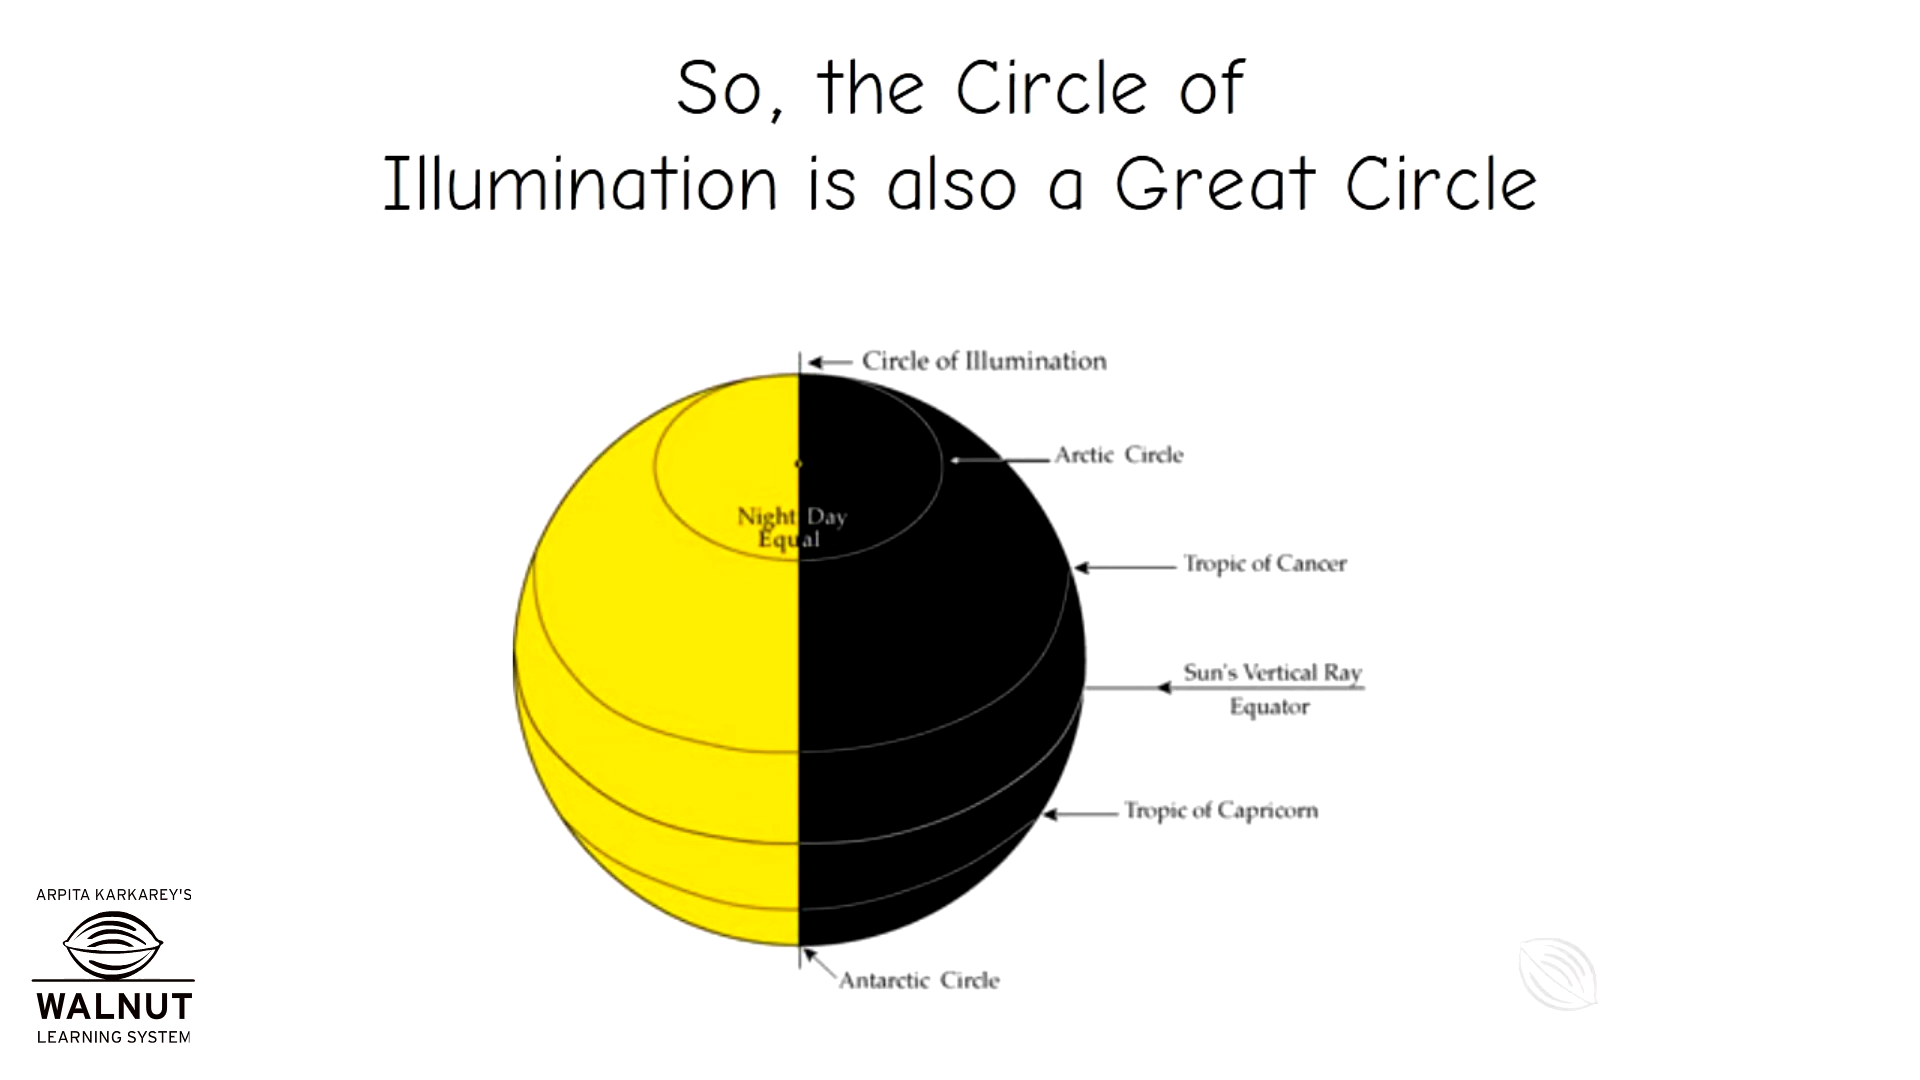 So, the Circle of
Illumination is also a Great Circle
Circle of Illumination
Arctic Circle
Night Day
Equal
Tropic of Cancer
Sun's Vertical Ray
Equator
Tropic of Capricorn
Antarctic Circle
ARPITA KARKAREY'S
WALNUT
LEARNING SYSTEM